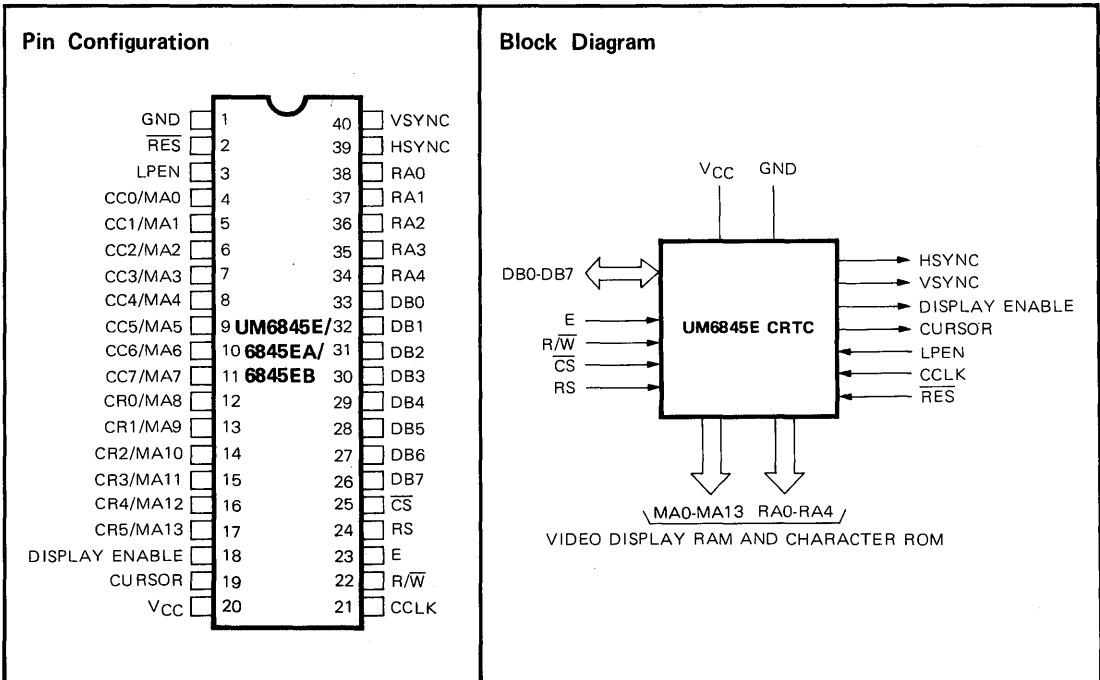 Pin Configuration
GND 1 40 VSYNC
R̅E̅S̅ 2 39 HSYNC
LPEN 3 38 RA0
CC0/MA0 4 37 RA1
CC1/MA1 5 36 RA2
CC2/MA2 6 35 RA3
CC3/MA3 7 34 RA4
CC4/MA4 8 33 DB0
CC5/MA5 9 UM6845E/ 32 DB1
CC6/MA6 10 6845EA/ 31 DB2
CC7/MA7 11 6845EB 30 DB3
CR0/MA8 12 29 DB4
CR1/MA9 13 28 DB5
CR2/MA10 14 27 DB6
CR3/MA11 15 26 DB7
CR4/MA12 16 25 C̅S̅
CR5/MA13 17 24 RS
DISPLAY ENABLE 18 23 E
CURSOR 19 22 R/W̅
VCC 20 21 CCLK
Block Diagram
VCC GND
DB0-DB7
E
R/W̅
C̅S̅
RS
UM6845E CRTC
HSYNC
VSYNC
DISPLAY ENABLE
CURSOR
LPEN
CCLK
R̅E̅S̅
MA0-MA13 RA0-RA4
VIDEO DISPLAY RAM AND CHARACTER ROM